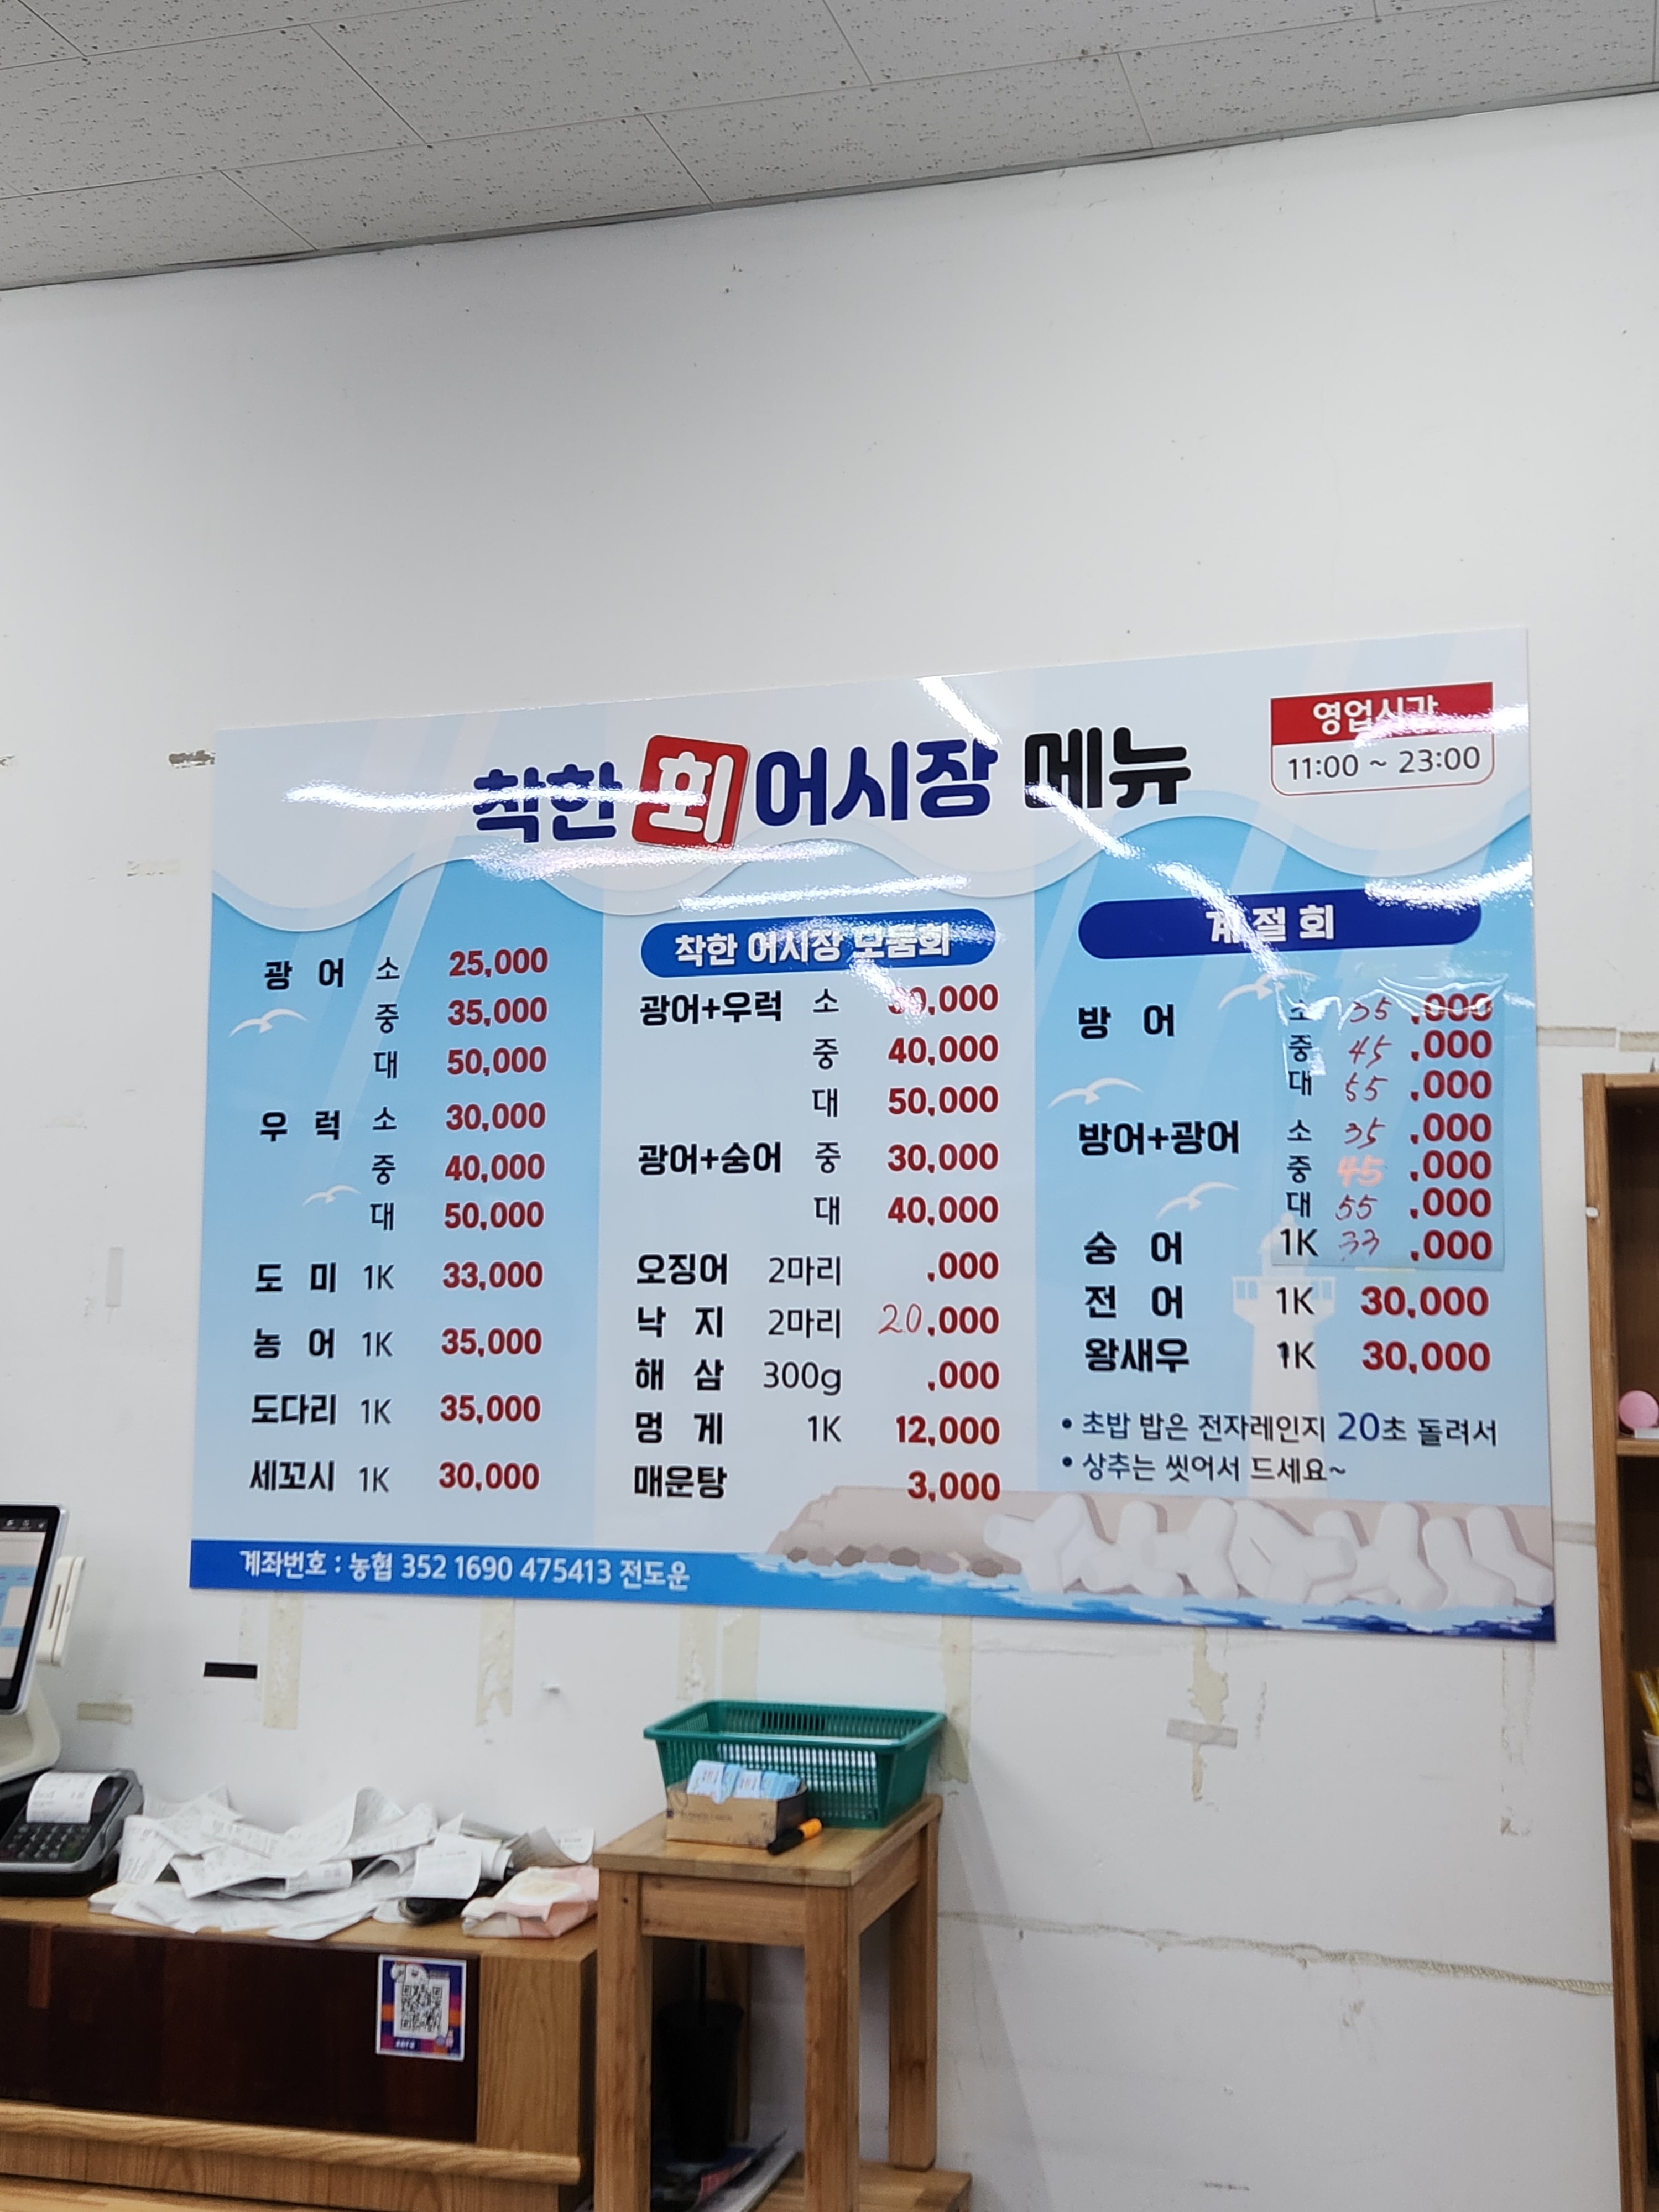 착한 회 어시장 메뉴
영업시간
11:00 ~ 23:00
광어 소 25,000
중 35,000
대 50,000
우럭 소 30,000
중 40,000
대 50,000
도미 1K 33,000
농어 1K 35,000
도다리 1K 35,000
세꼬시 1K 30,000
착한 어시장 모둠회
광어+우럭 소
중 40,000
대 50,000
광어+숭어 중 30,000
대 40,000
오징어 2마리 ,000
낙지 2마리 20,000
해삼 300g ,000
멍게 1K 12,000
매운탕 3,000
계절회
방어 소 35,000
중 45,000
대 55,000
방어+광어 소 35,000
중 45,000
대 55,000
숭어 1K 33,000
전어 1K 30,000
왕새우 1K 30,000
• 초밥 밥은 전자레인지 20초 돌려서
• 상추는 씻어서 드세요~
계좌번호 : 농협 352 1690 475413 전도운